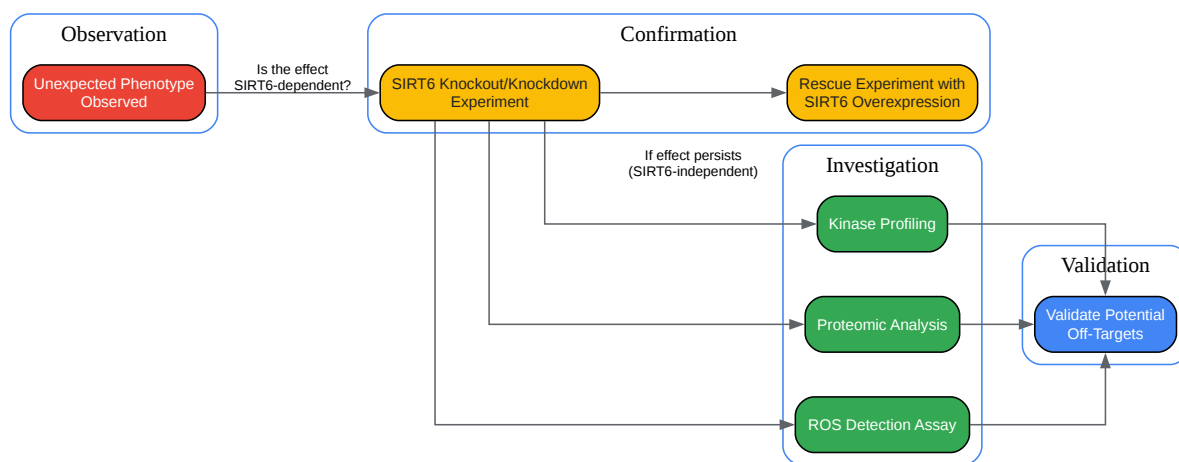 Observation
Unexpected Phenotype
Observed
Is the effect
SIRT6-dependent?
Confirmation
SIRT6 Knockout/Knockdown
Experiment
Rescue Experiment with
SIRT6 Overexpression
If effect persists
(SIRT6-independent)
Investigation
Kinase Profiling
Proteomic Analysis
ROS Detection Assay
Validation
Validate Potential
Off-Targets